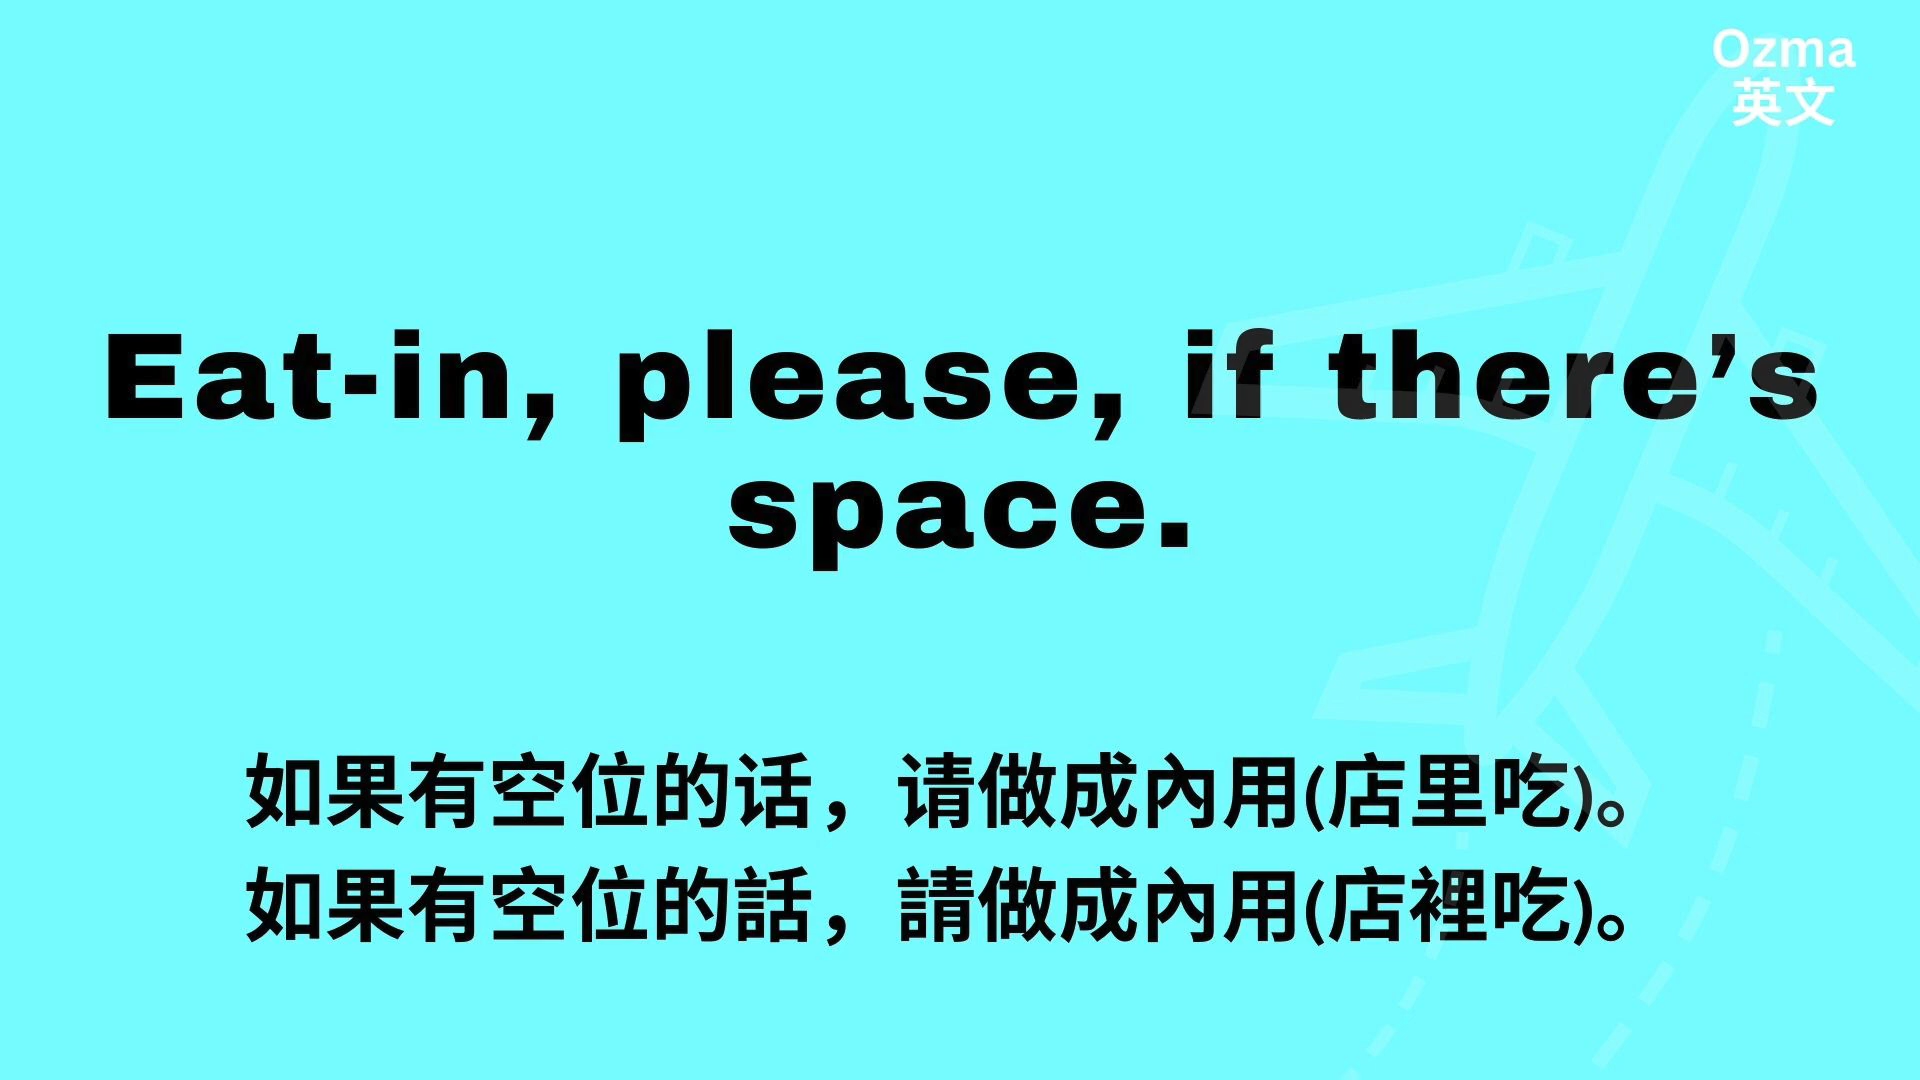 Ozma
英文
Eat-in, please, if there’s
space.
如果有空位的话，请做成內用(店里吃)。
如果有空位的話，請做成內用(店裡吃)。